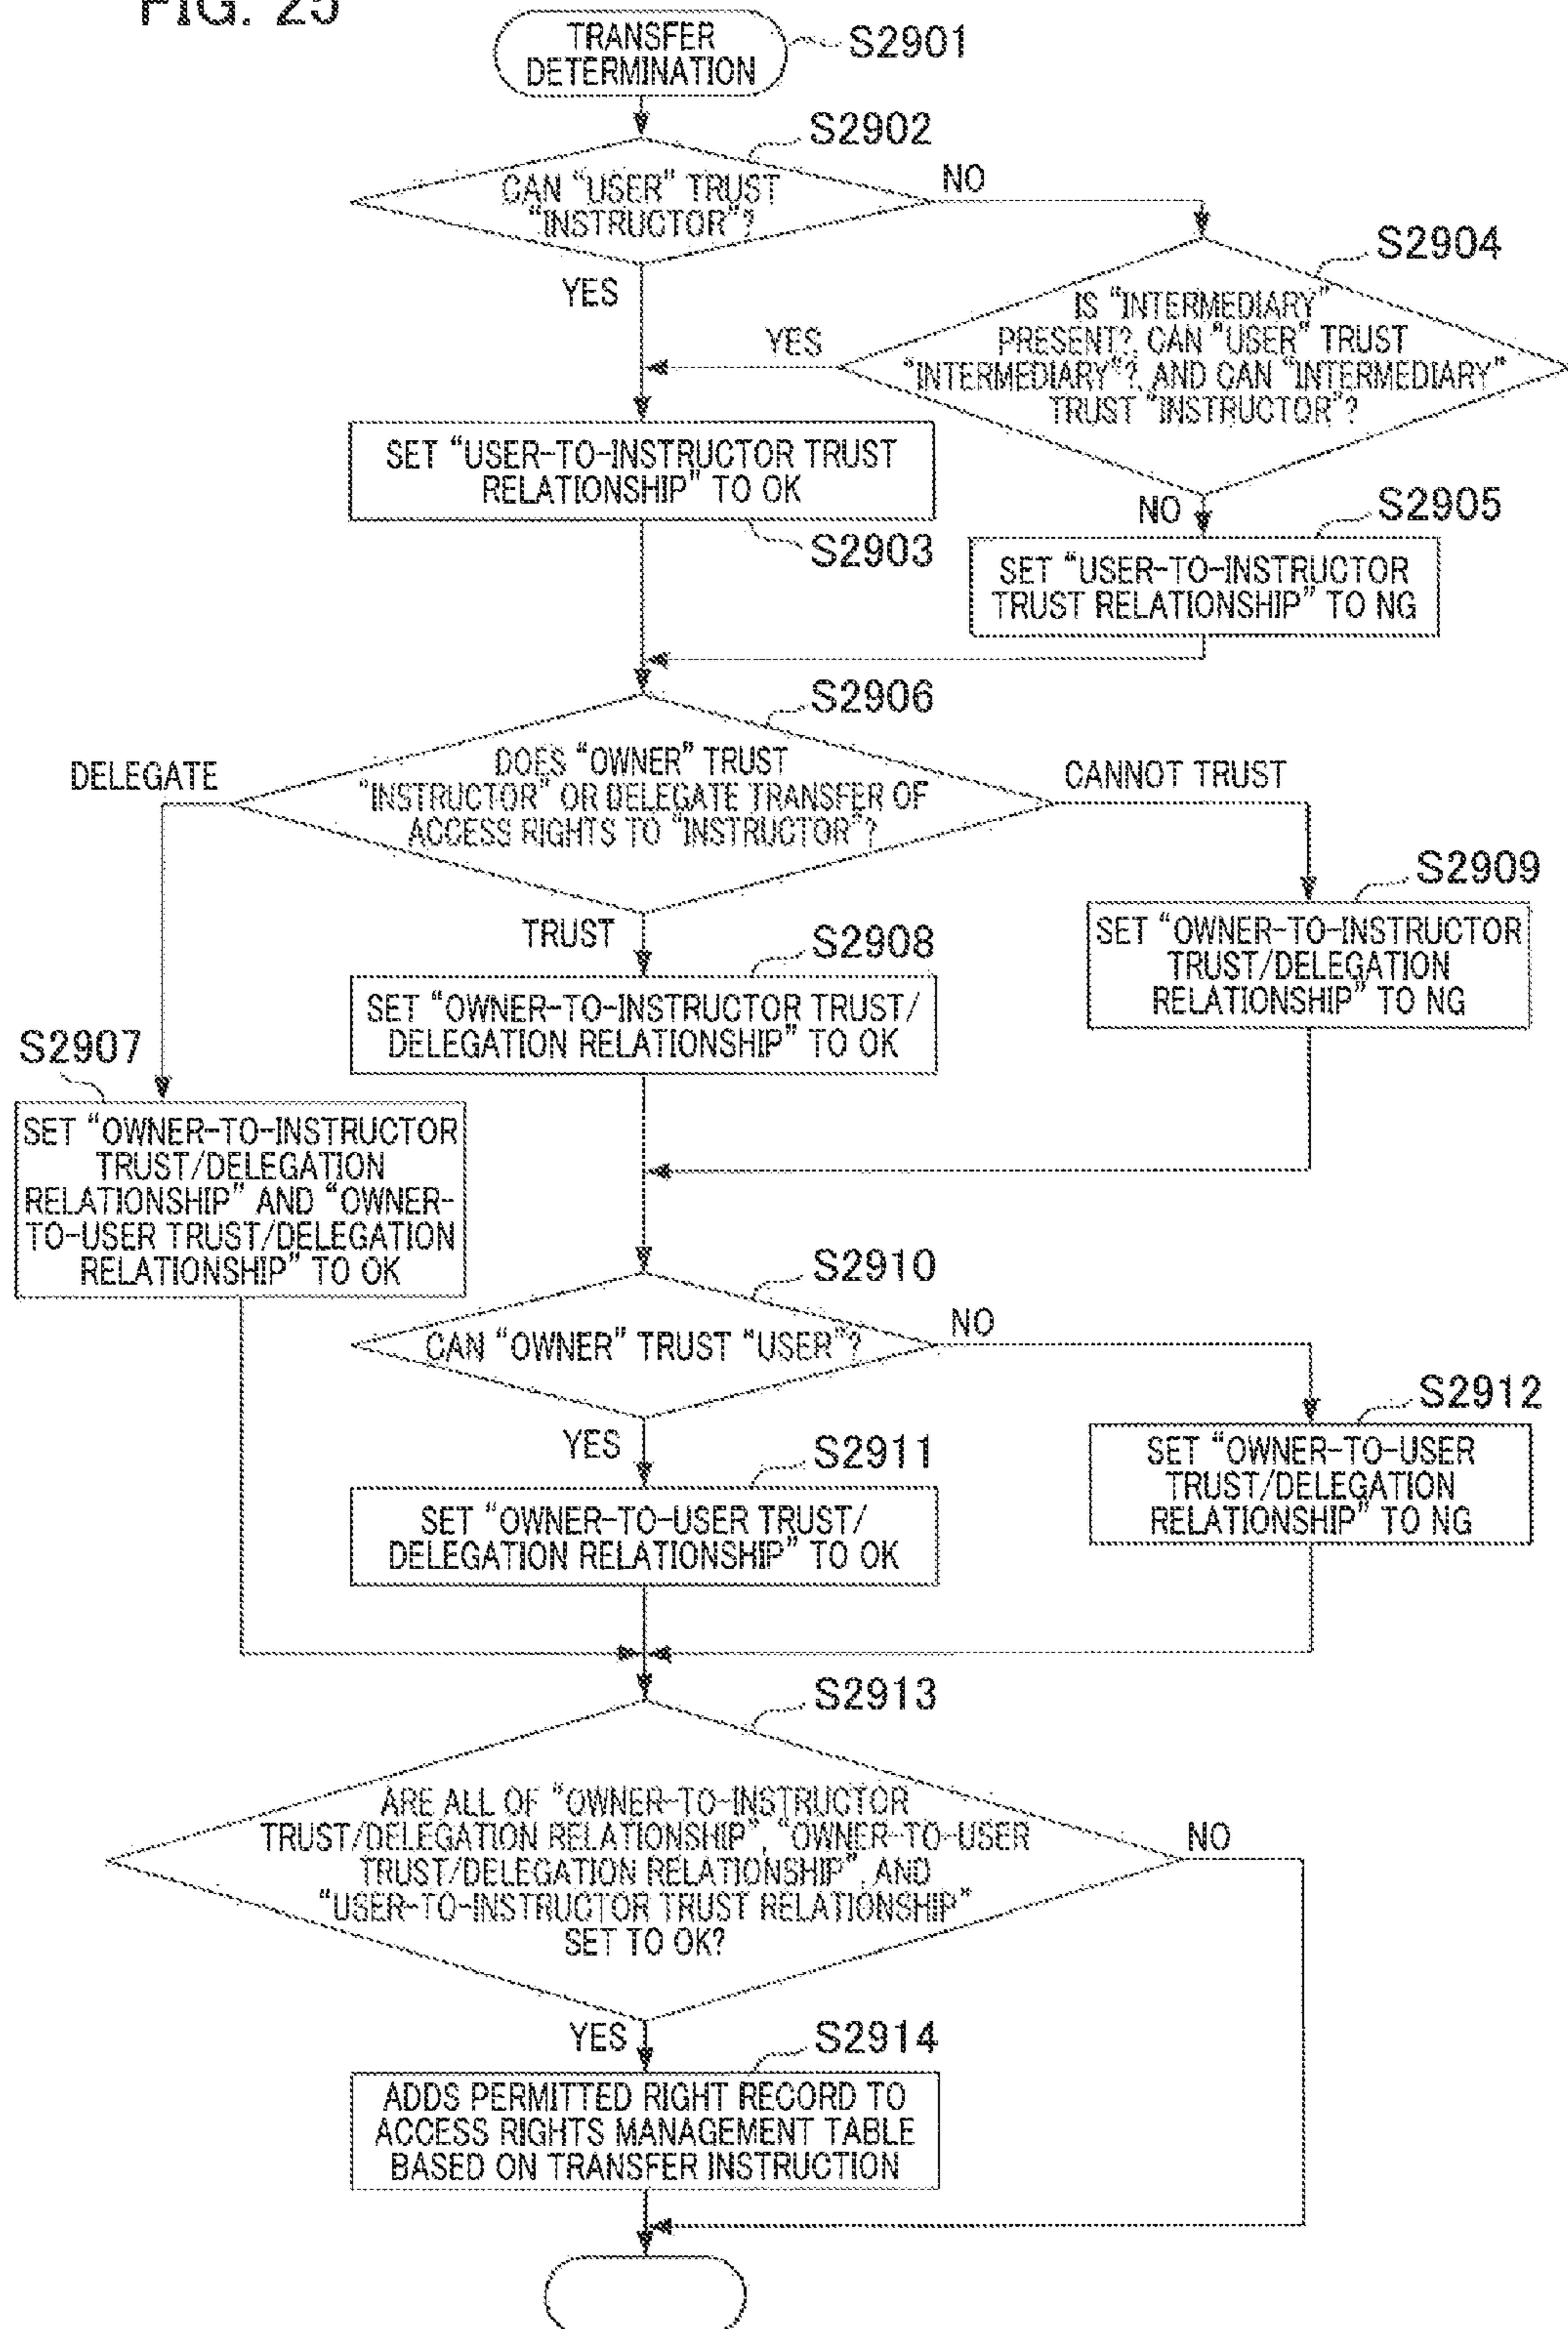 FIG. 25
TRANSFER
DETERMINATION
S2901
S2902
CAN “USER” TRUST
“INSTRUCTOR”?
NO
YES
S2904
IS “INTERMEDIARY”
PRESENT?, CAN “USER” TRUST
“INTERMEDIARY”?, AND CAN “INTERMEDIARY”
TRUST “INSTRUCTOR”?
YES
NO
SET “USER-TO-INSTRUCTOR TRUST
RELATIONSHIP” TO OK
S2903
S2905
SET “USER-TO-INSTRUCTOR
TRUST RELATIONSHIP” TO NG
S2906
DOES “OWNER” TRUST
“INSTRUCTOR” OR DELEGATE TRANSFER OF
ACCESS RIGHTS TO “INSTRUCTOR”?
DELEGATE
CANNOT TRUST
TRUST
S2908
SET “OWNER-TO-INSTRUCTOR TRUST/
DELEGATION RELATIONSHIP” TO OK
S2909
SET “OWNER-TO-INSTRUCTOR
TRUST/DELEGATION
RELATIONSHIP” TO NG
S2907
SET “OWNER-TO-INSTRUCTOR
TRUST/DELEGATION
RELATIONSHIP” AND “OWNER-
TO-USER TRUST/DELEGATION
RELATIONSHIP” TO OK
S2910
CAN “OWNER” TRUST “USER”?
NO
YES
S2911
SET “OWNER-TO-USER TRUST/
DELEGATION RELATIONSHIP” TO OK
S2912
SET “OWNER-TO-USER
TRUST/DELEGATION
RELATIONSHIP” TO NG
S2913
ARE ALL OF “OWNER-TO-INSTRUCTOR
TRUST/DELEGATION RELATIONSHIP”, “OWNER-TO-USER
TRUST/DELEGATION RELATIONSHIP”, AND
“USER-TO-INSTRUCTOR TRUST RELATIONSHIP”
SET TO OK?
NO
YES
S2914
ADDS PERMITTED RIGHT RECORD TO
ACCESS RIGHTS MANAGEMENT TABLE
BASED ON TRANSFER INSTRUCTION